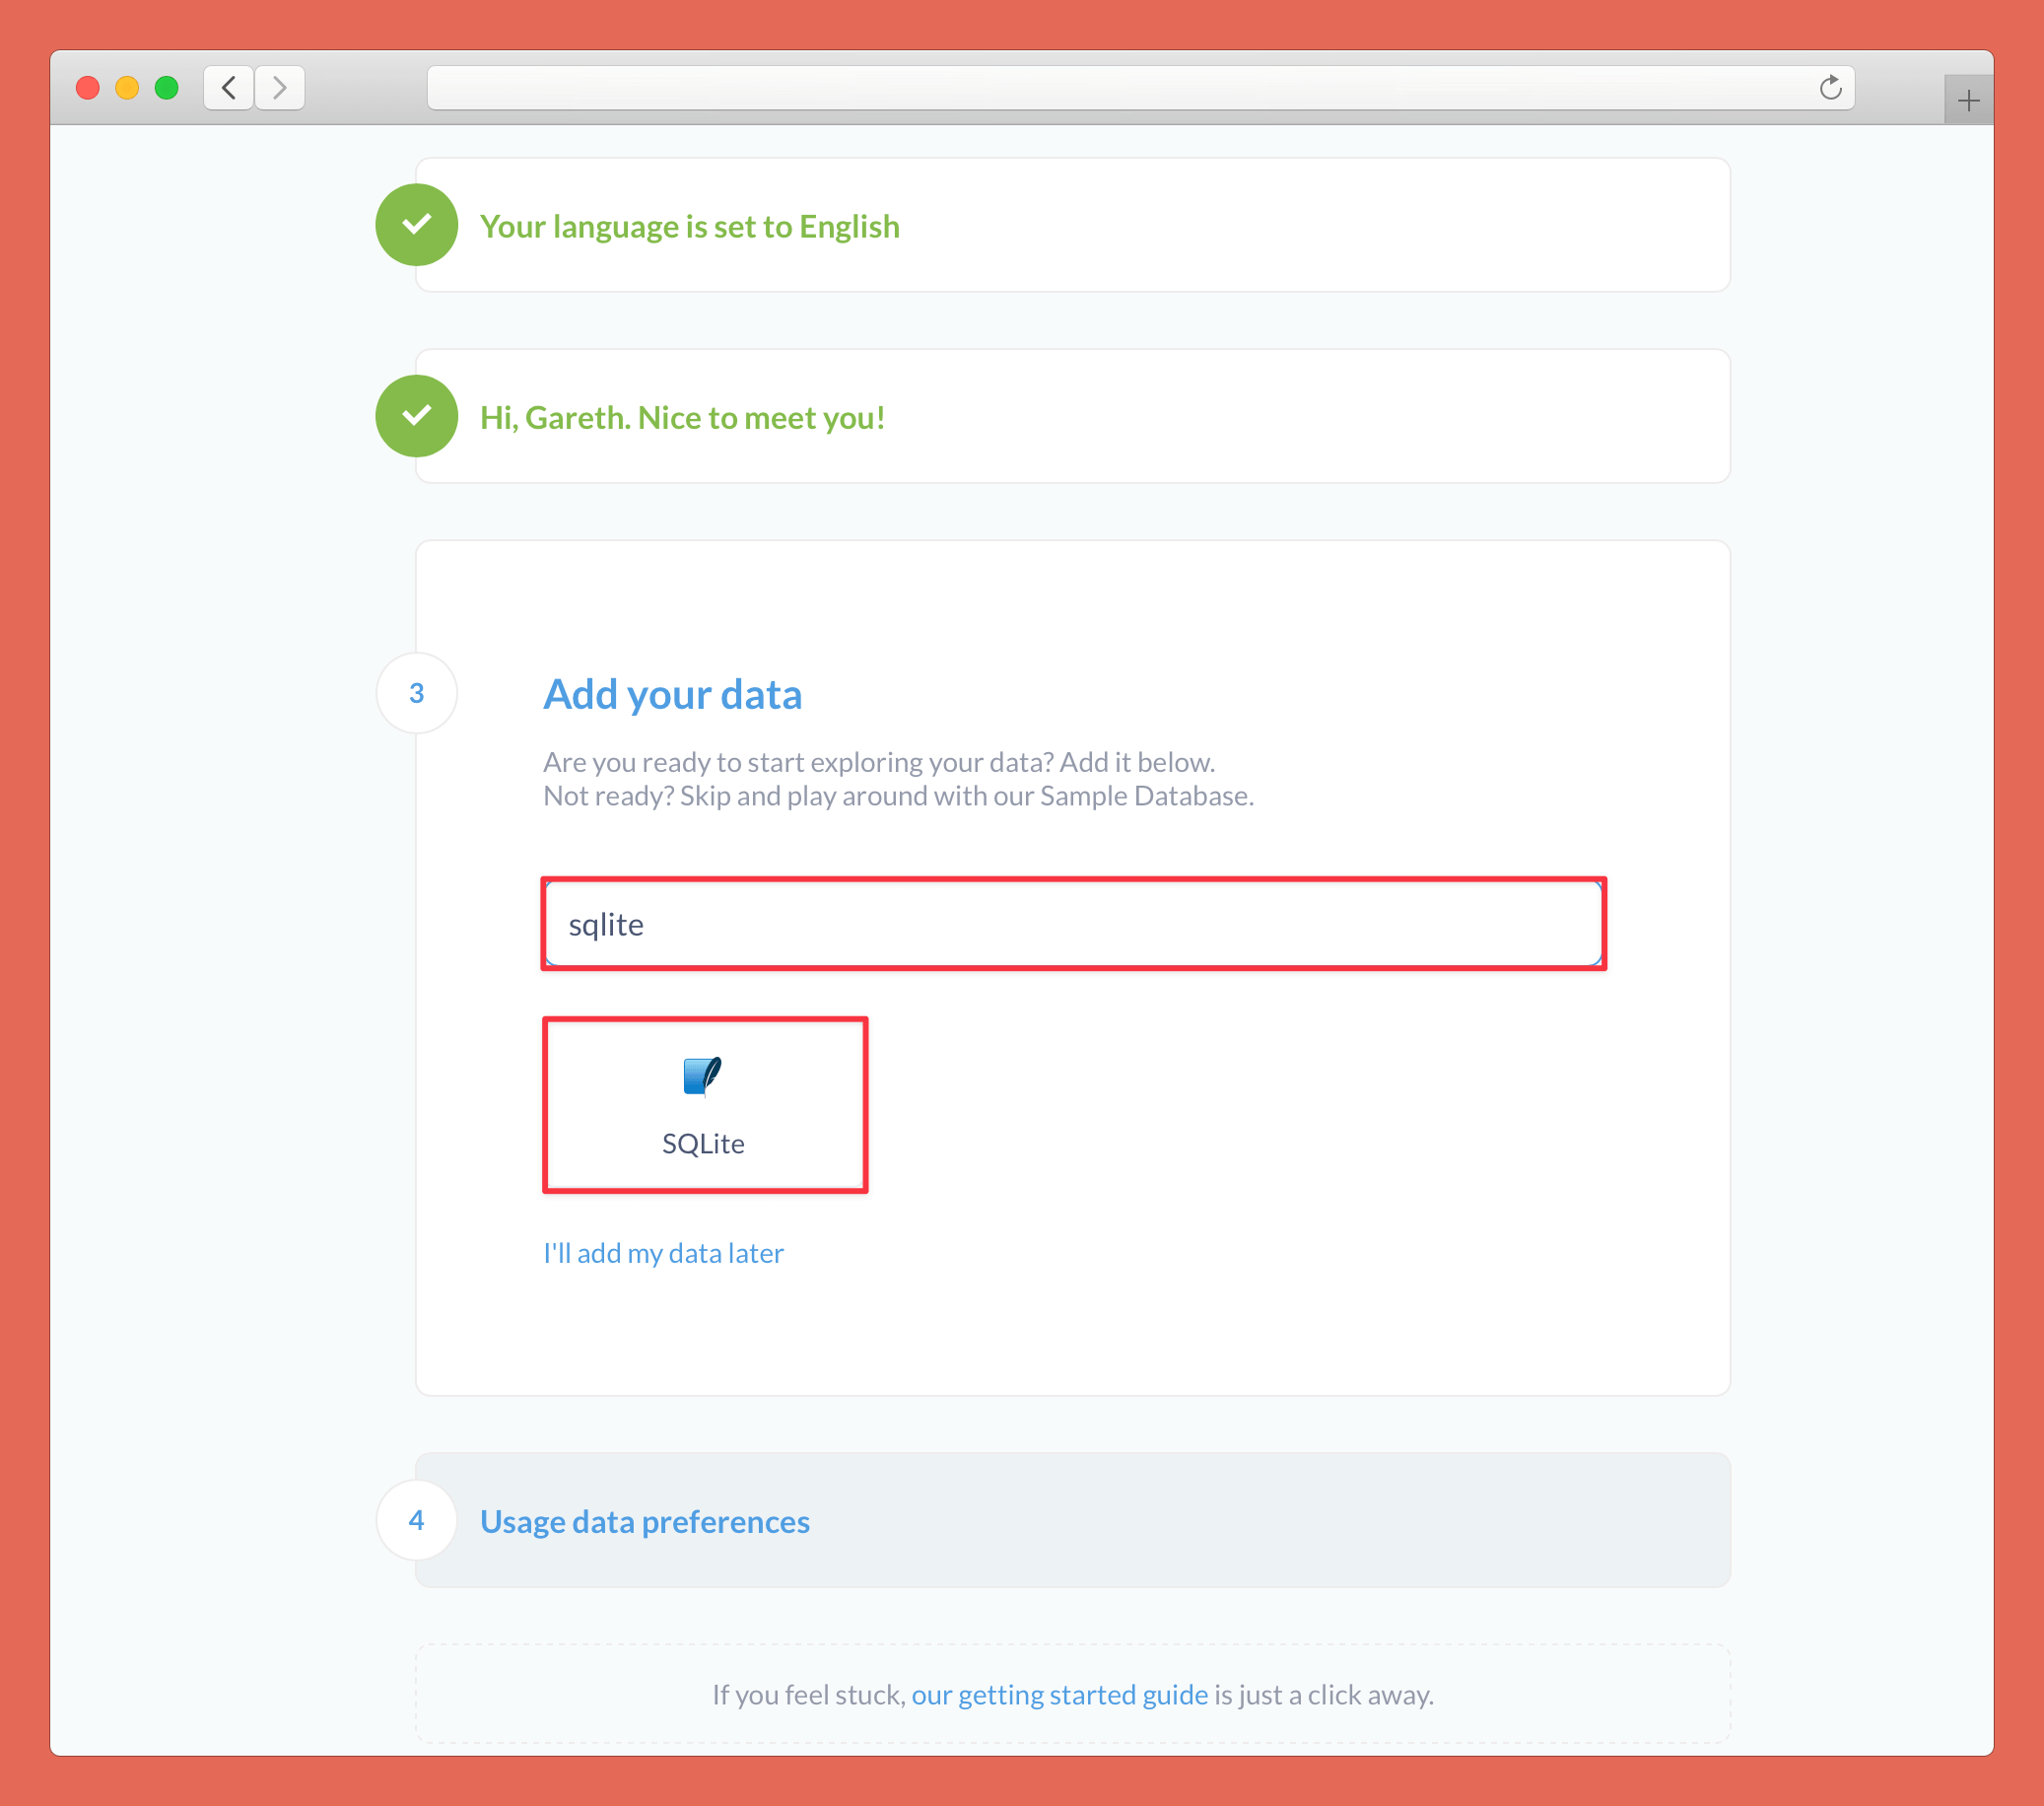 Your language is set to English
Hi, Gareth. Nice to meet you!
3
Add your data
Are you ready to start exploring your data? Add it below.
Not ready? Skip and play around with our Sample Database.
sqlite
SQLite
I'll add my data later
4
Usage data preferences
If you feel stuck, our getting started guide is just a click away.